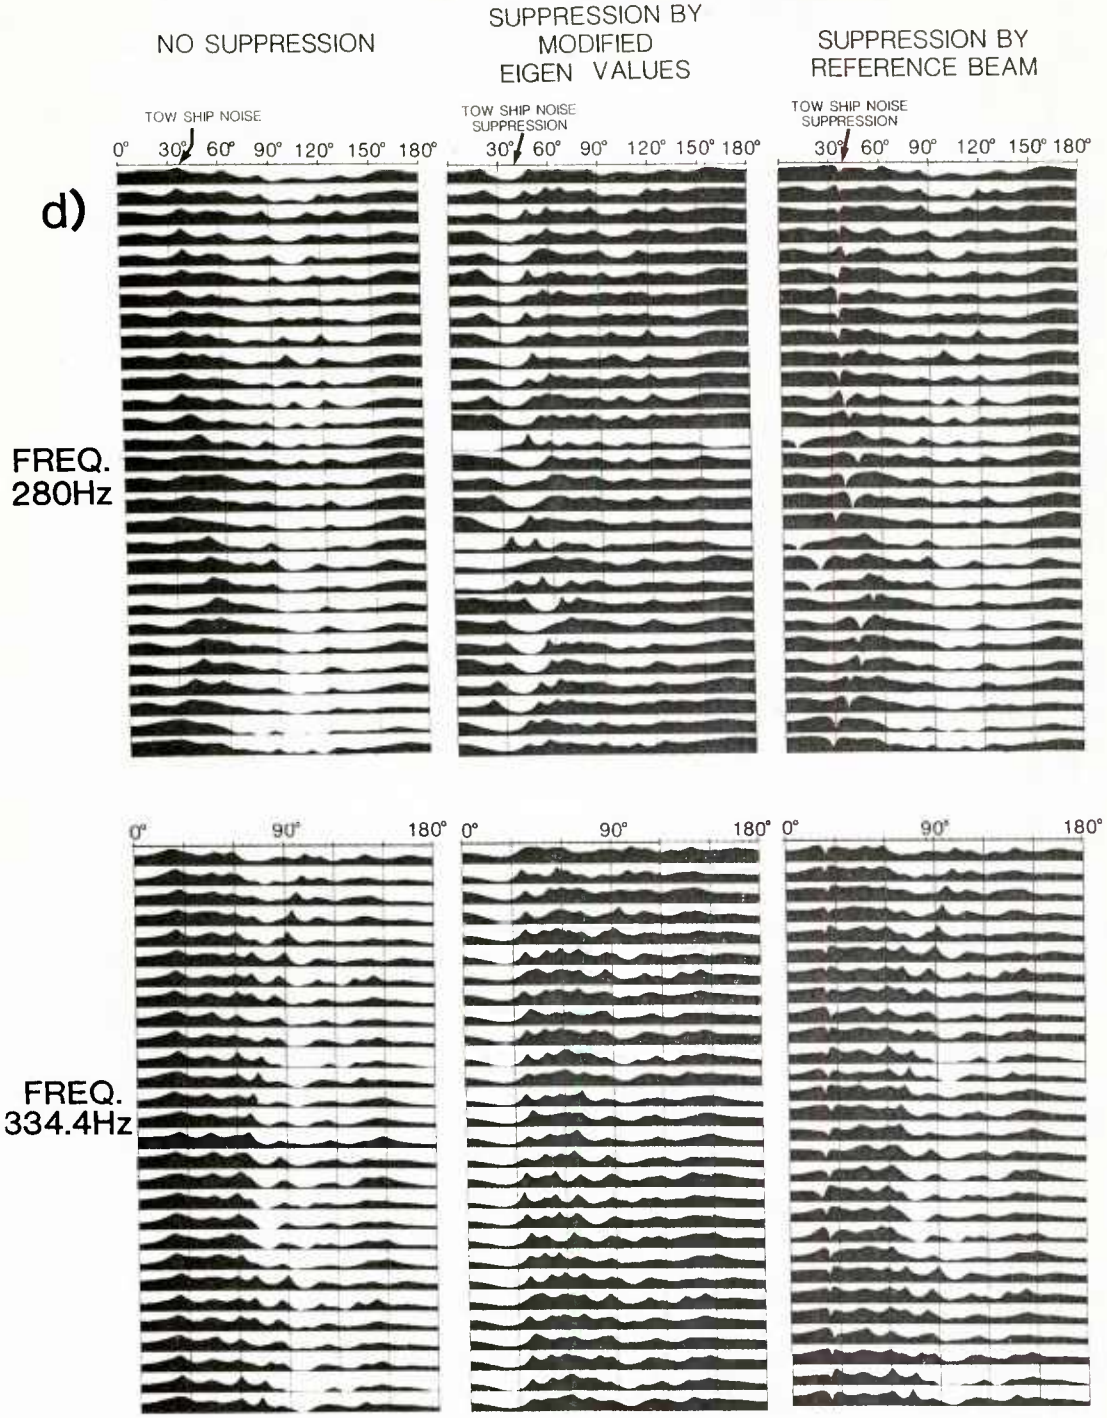 NO SUPPRESSION
SUPPRESSION BY
MODIFIED
EIGEN VALUES
SUPPRESSION BY
REFERENCE BEAM
TOW SHIP NOISE
TOW SHIP NOISE
SUPPRESSION
TOW SHIP NOISE
SUPPRESSION
0° 30° 60° 90° 120° 150° 180°
30° 60° 90° 120° 150° 180°
30° 60° 90° 120° 150° 180°
d)
FREQ.
280Hz
0° 90° 180°
0° 90° 180°
0° 90° 180°
FREQ.
334.4Hz